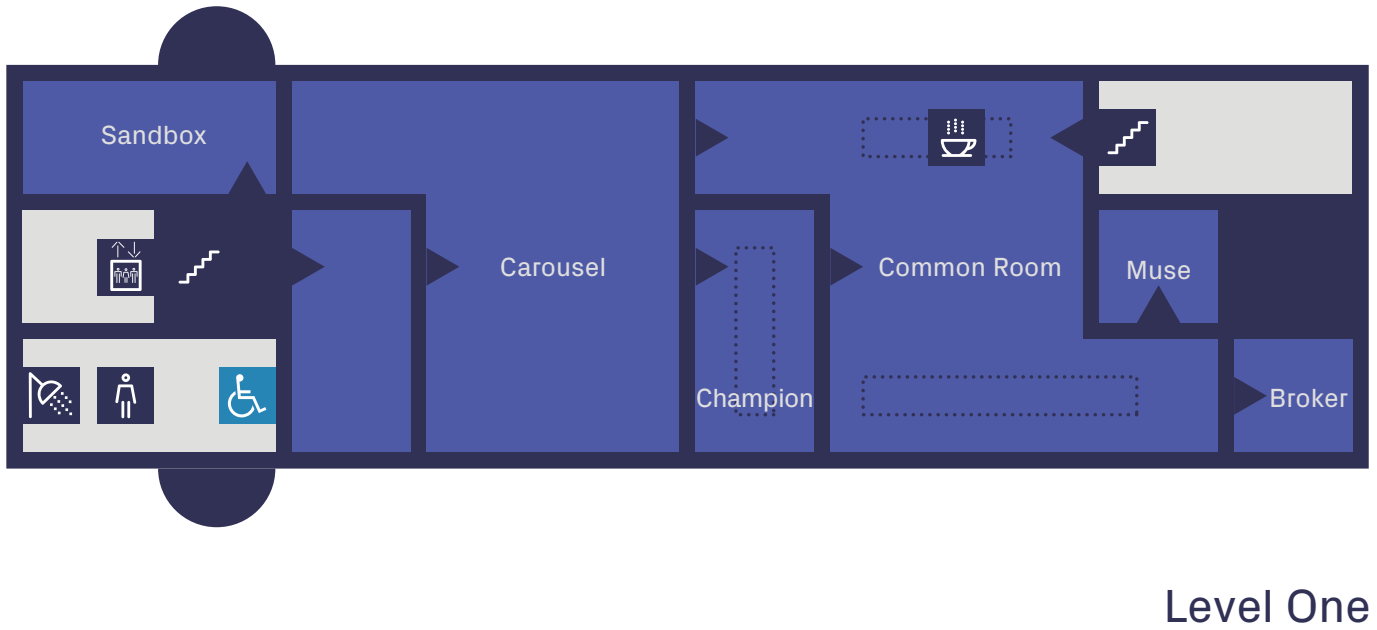 Sandbox
Carousel
Common Room
Muse
Champion
Broker
Level One